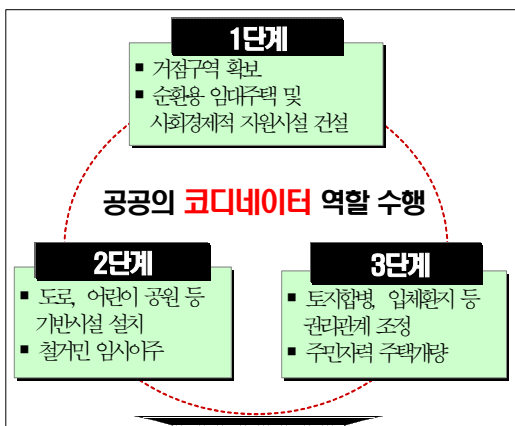 1단계
▪ 거점구역 확보
▪ 순환용 임대주택 및
사회경제적 지원시설 건설
공공의 코디네이터 역할 수행
2단계
▪ 도로, 어린이 공원 등
기반시설 설치
▪ 철거민 임시이주
3단계
▪ 토지합병, 입체환지 등
권리관계 조정
▪ 주민자력 주택개량